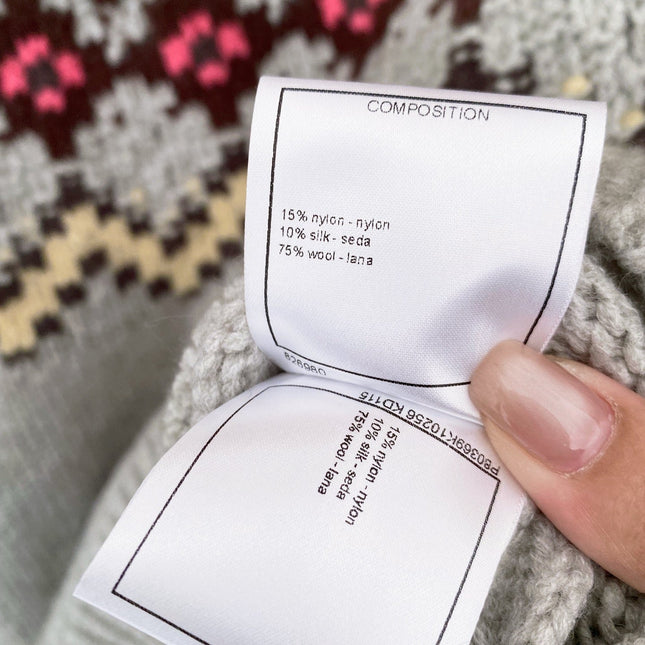 COMPOSITION
15% nylon - nylon
10% silk - seda
75% wool - lana
828980
P80369K10256 KD115
15% nylon - nylon
10% silk - seda
75% wool - lana